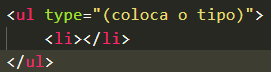 <ul type="(coloca o tipo)">
<li></li>
</ul>